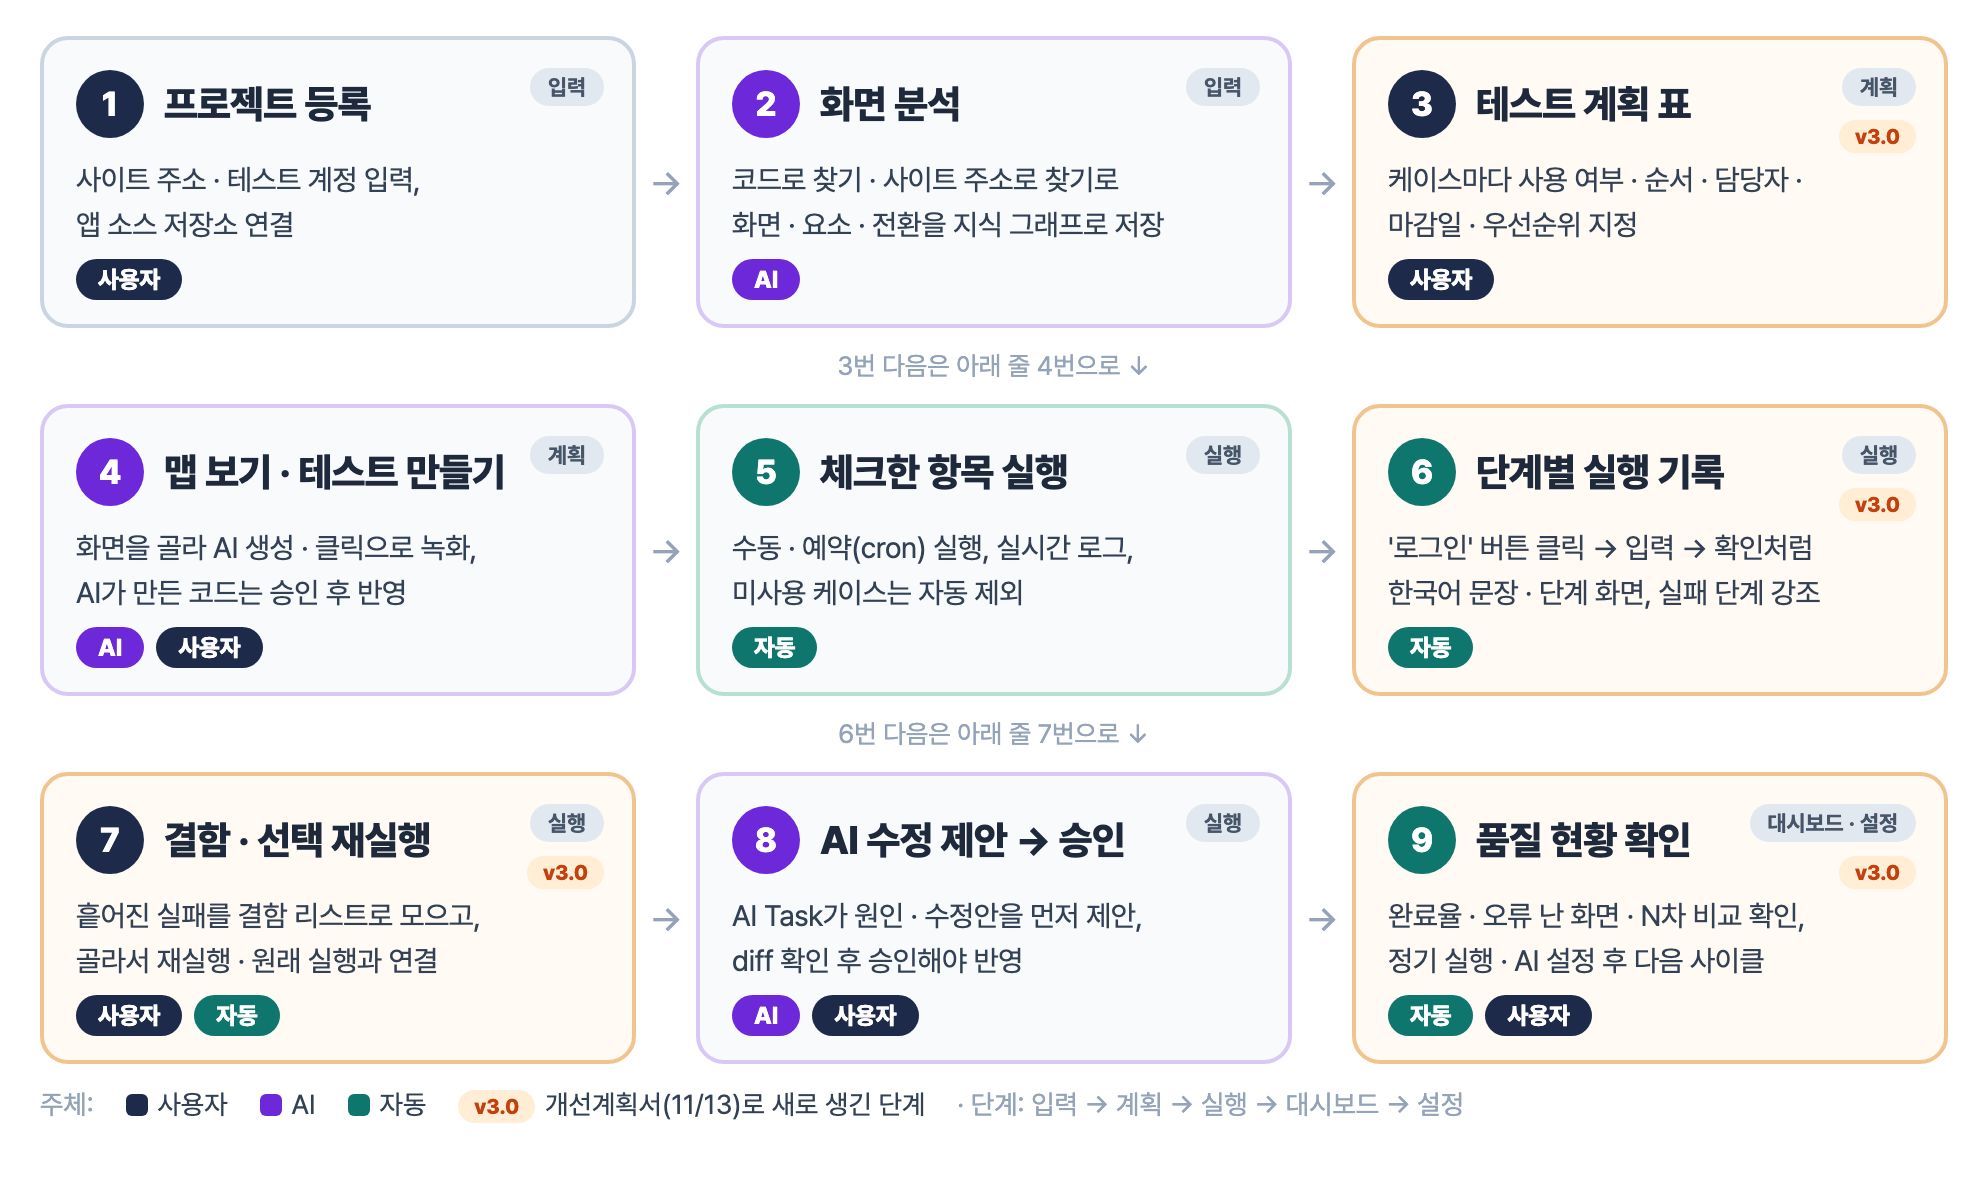 1 프로젝트 등록 입력
사이트 주소 · 테스트 계정 입력,
앱 소스 저장소 연결
사용자
→
2 화면 분석 입력
코드로 찾기 · 사이트 주소로 찾기로
화면 · 요소 · 전환을 지식 그래프로 저장
AI
→
3 테스트 계획 표 계획
v3.0
케이스마다 사용 여부 · 순서 · 담당자 ·
마감일 · 우선순위 지정
사용자
3번 다음은 아래 줄 4번으로 ↓
4 맵 보기 · 테스트 만들기 계획
화면을 골라 AI 생성 · 클릭으로 녹화,
AI가 만든 코드는 승인 후 반영
AI 사용자
→
5 체크한 항목 실행 실행
수동 · 예약(cron) 실행, 실시간 로그,
미사용 케이스는 자동 제외
자동
→
6 단계별 실행 기록 실행
v3.0
'로그인' 버튼 클릭 → 입력 → 확인처럼
한국어 문장 · 단계 화면, 실패 단계 강조
자동
6번 다음은 아래 줄 7번으로 ↓
7 결함 · 선택 재실행 실행
v3.0
흩어진 실패를 결함 리스트로 모으고,
골라서 재실행 · 원래 실행과 연결
사용자 자동
→
8 AI 수정 제안 → 승인 실행
AI Task가 원인 · 수정안을 먼저 제안,
diff 확인 후 승인해야 반영
AI 사용자
→
9 품질 현황 확인 대시보드 · 설정
v3.0
완료율 · 오류 난 화면 · N차 비교 확인,
정기 실행 · AI 설정 후 다음 사이클
자동 사용자
주체: 사용자 AI 자동 v3.0 개선계획서(11/13)로 새로 생긴 단계 · 단계: 입력 → 계획 → 실행 → 대시보드 → 설정